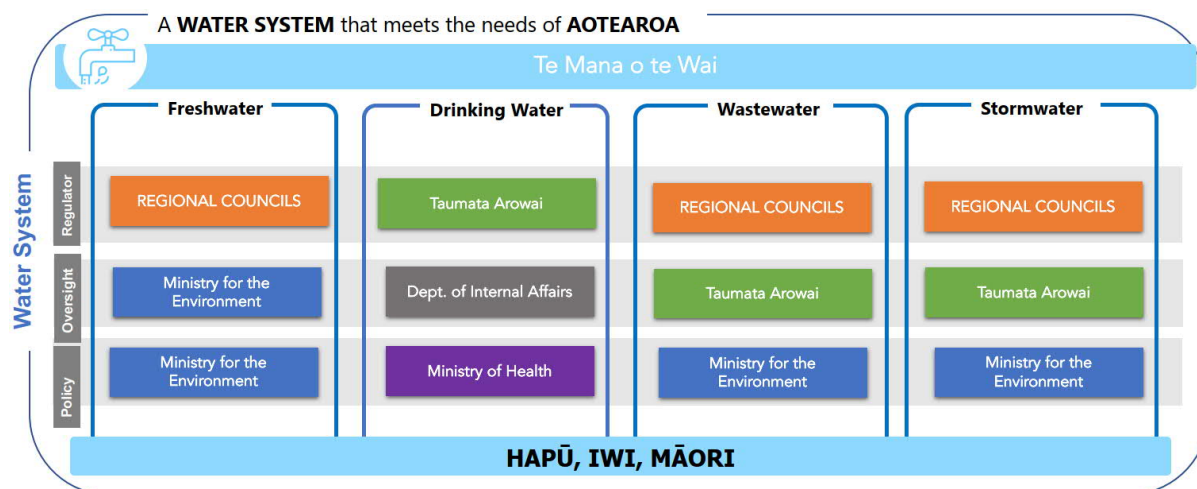 A WATER SYSTEM that meets the needs of AOTEAROA
Te Mana o te Wai
Freshwater
Drinking Water
Wastewater
Stormwater
Water System
Regulator
REGIONAL COUNCILS
Taumata Arowai
REGIONAL COUNCILS
REGIONAL COUNCILS
Oversight
Ministry for the
Environment
Dept. of Internal Affairs
Taumata Arowai
Taumata Arowai
Policy
Ministry for the
Environment
Ministry of Health
Ministry for the
Environment
Ministry for the
Environment
HAPŪ, IWI, MĀORI